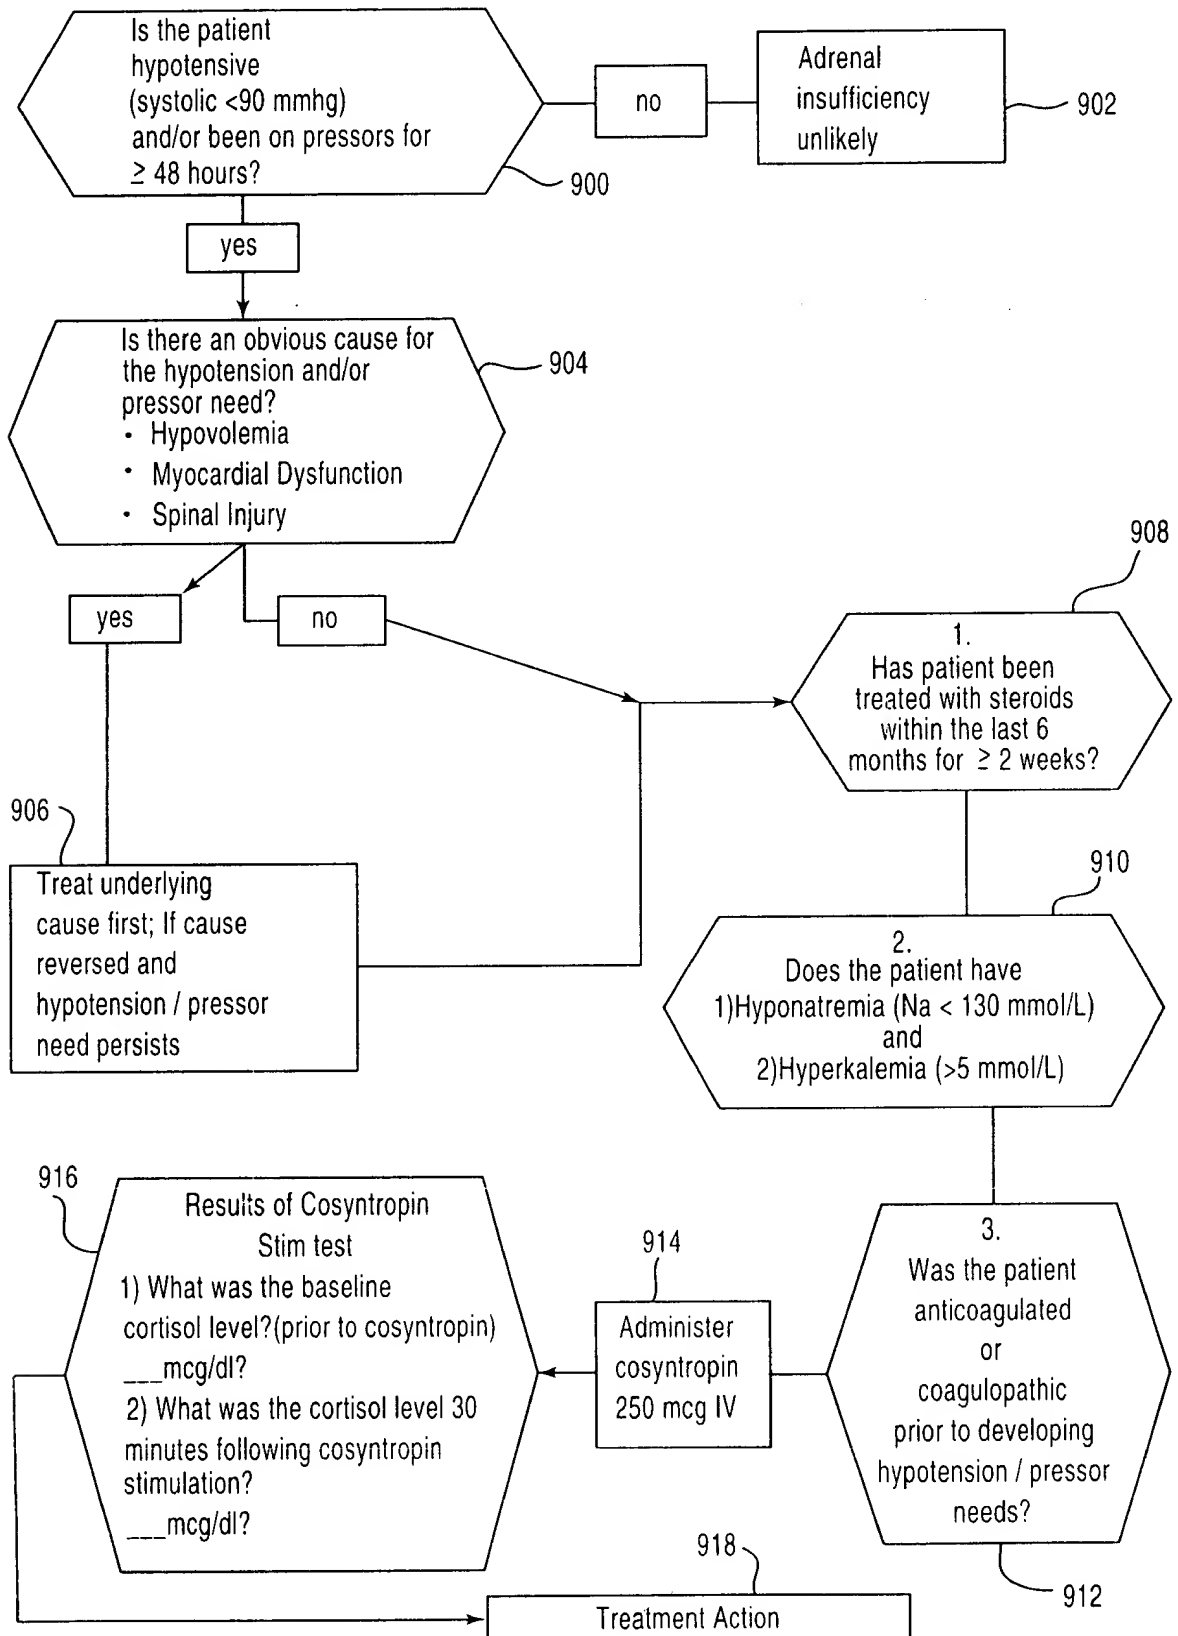 Is the patient
hypotensive
(systolic <90 mmhg)
and/or been on pressors for
≥ 48 hours?
900
no
Adrenal
insufficiency
unlikely
902
yes
Is there an obvious cause for
the hypotension and/or
pressor need?
• Hypovolemia
• Myocardial Dysfunction
• Spinal Injury
904
yes
no
906
Treat underlying
cause first; If cause
reversed and
hypotension / pressor
need persists
908
1.
Has patient been
treated with steroids
within the last 6
months for ≥ 2 weeks?
910
2.
Does the patient have
1)Hyponatremia (Na < 130 mmol/L)
and
2)Hyperkalemia (>5 mmol/L)
3.
Was the patient
anticoagulated
or
coagulopathic
prior to developing
hypotension / pressor
needs?
912
914
Administer
cosyntropin
250 mcg IV
916
Results of Cosyntropin
Stim test
1) What was the baseline
cortisol level?(prior to cosyntropin)
___mcg/dl?
2) What was the cortisol level 30
minutes following cosyntropin
stimulation?
___mcg/dl?
918
Treatment Action